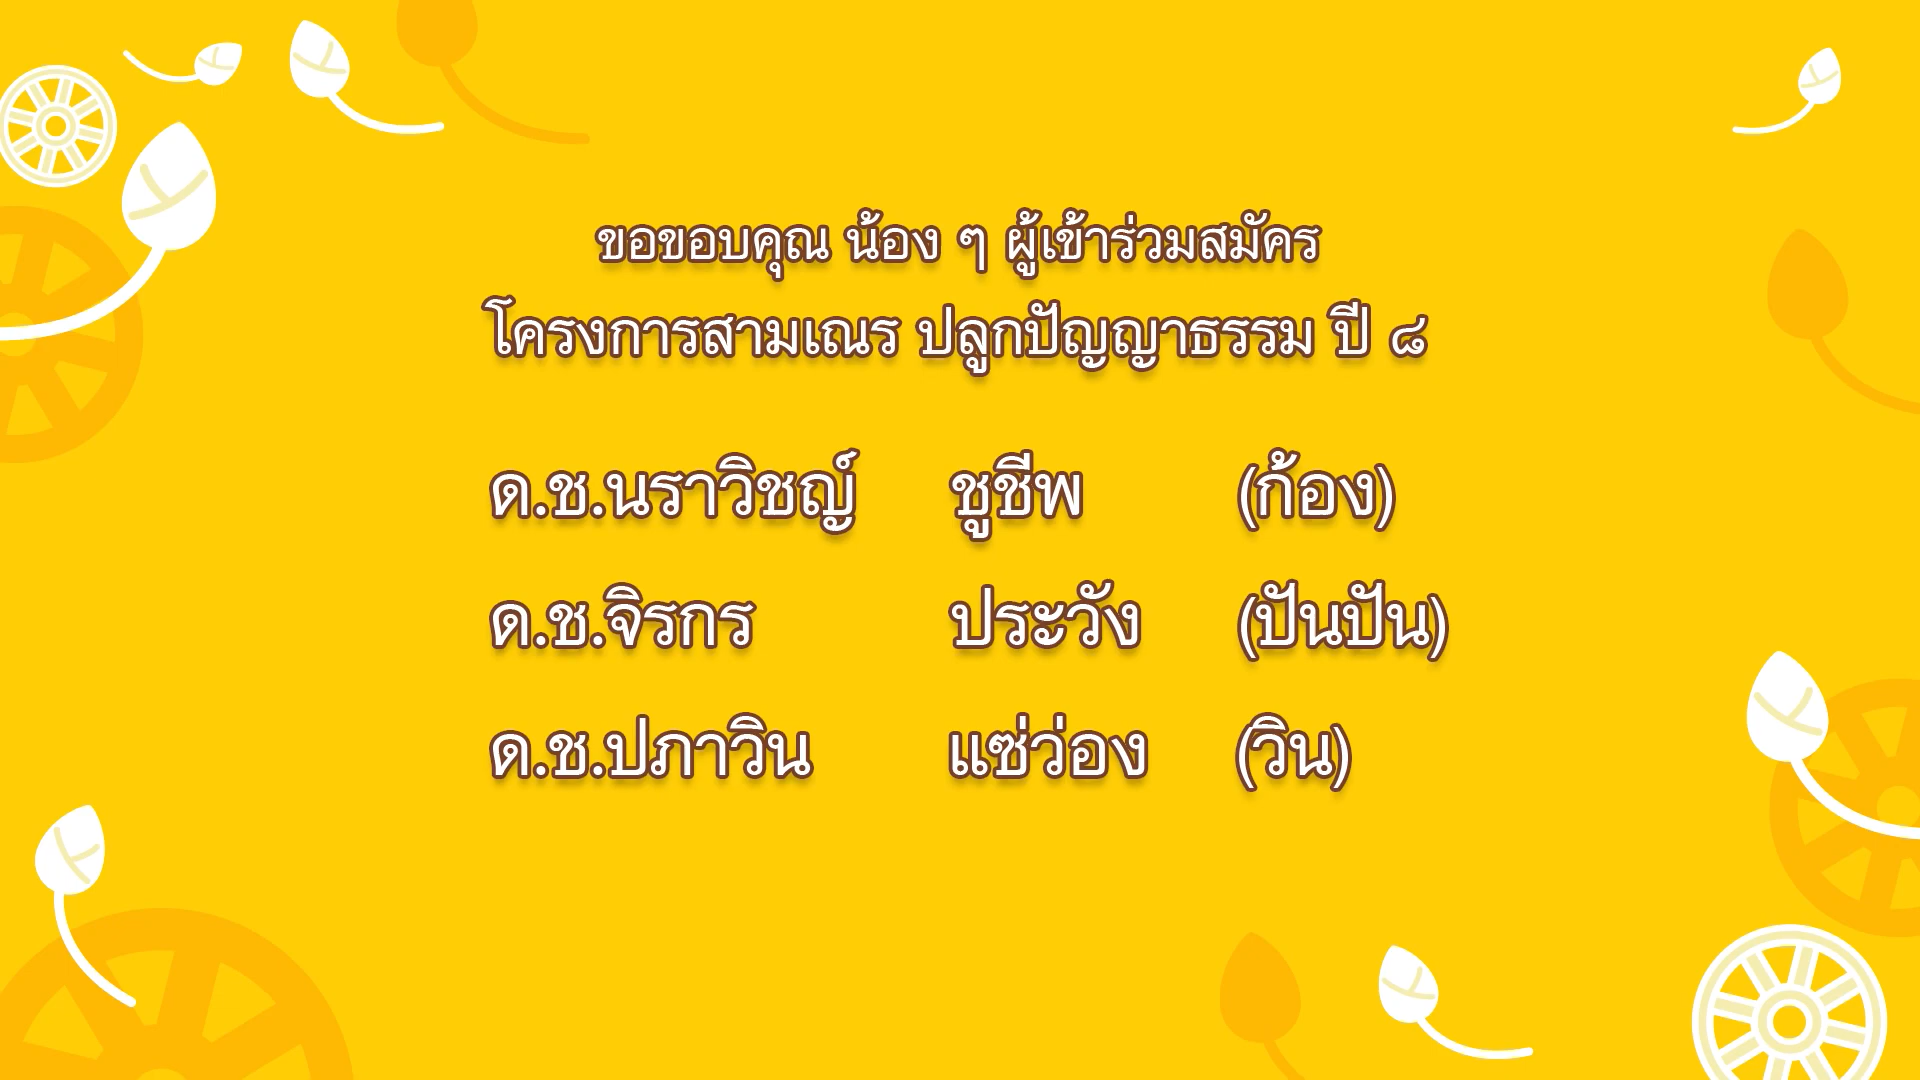 ขอขอบคุณ น้อง ๆ ผู้เข้าร่วมสมัคร
โครงการสามเณร ปลูกปัญญาธรรม ปี ๘
ด.ช.นราวิชญ์ ชูชีพ (ก้อง)
ด.ช.จิรกร ประวัง (ปันปัน)
ด.ช.ปภาวิน แซ่ว่อง (วิน)